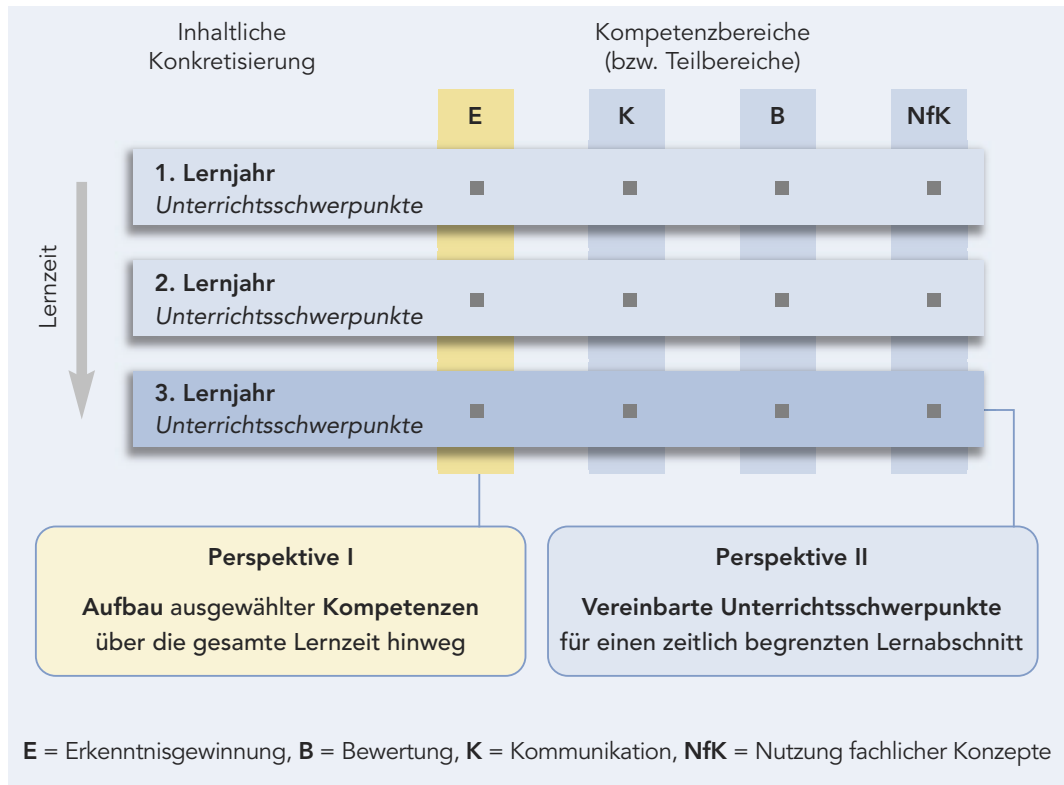 Inhaltliche
Konkretisierung
Kompetenzbereiche
(bzw. Teilbereiche)
E
K
B
NfK
Lernzeit
1. Lernjahr
Unterrichtsschwerpunkte
2. Lernjahr
Unterrichtsschwerpunkte
3. Lernjahr
Unterrichtsschwerpunkte
Perspektive I
Aufbau ausgewählter Kompetenzen
über die gesamte Lernzeit hinweg
Perspektive II
Vereinbarte Unterrichtsschwerpunkte
für einen zeitlich begrenzten Lernabschnitt
E = Erkenntnisgewinnung, B = Bewertung, K = Kommunikation, NfK = Nutzung fachlicher Konzepte